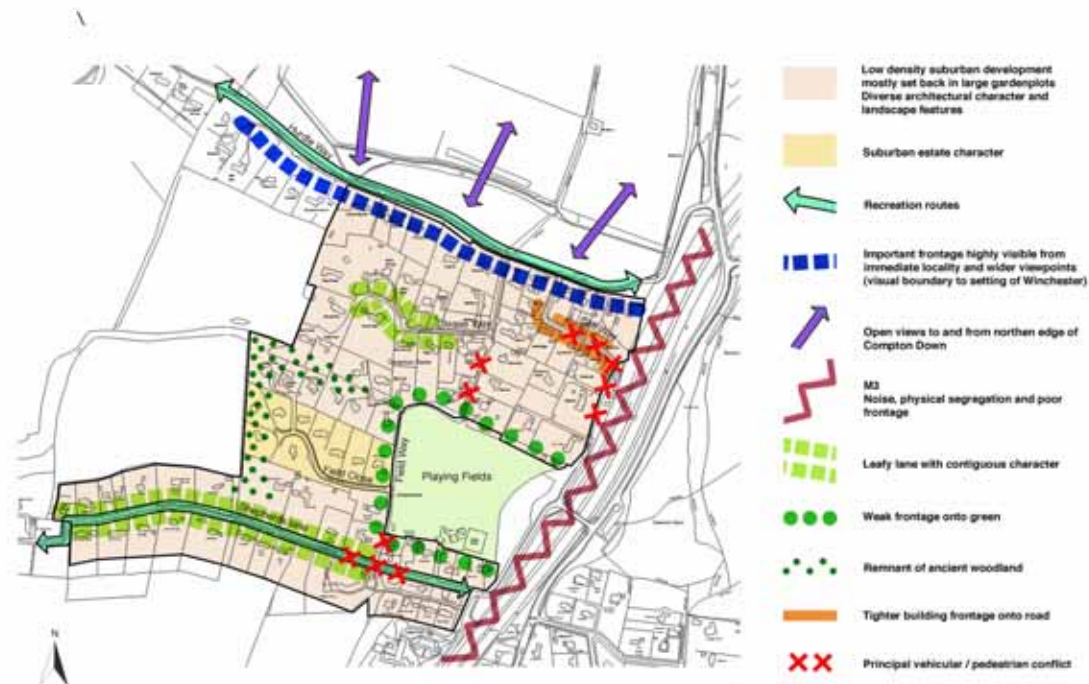 Hurdle Way
Field Way
Playing Fields
Field Close
Shepherds Lane
N
Low density suburban development
mostly set back in large gardenplots
Diverse architectural character and
landscape features
Suburban estate character
Recreation routes
Important frontage highly visible from
immediate locality and wider viewpoints
(visual boundary to setting of Winchester)
Open views to and from northen edge of
Compton Down
M3
Noise, physical segregation and poor
frontage
Leafy lane with contiguous character
Weak frontage onto green
Remnant of ancient woodland
Tighter building frontage onto road
Principal vehicular / pedestrian conflict